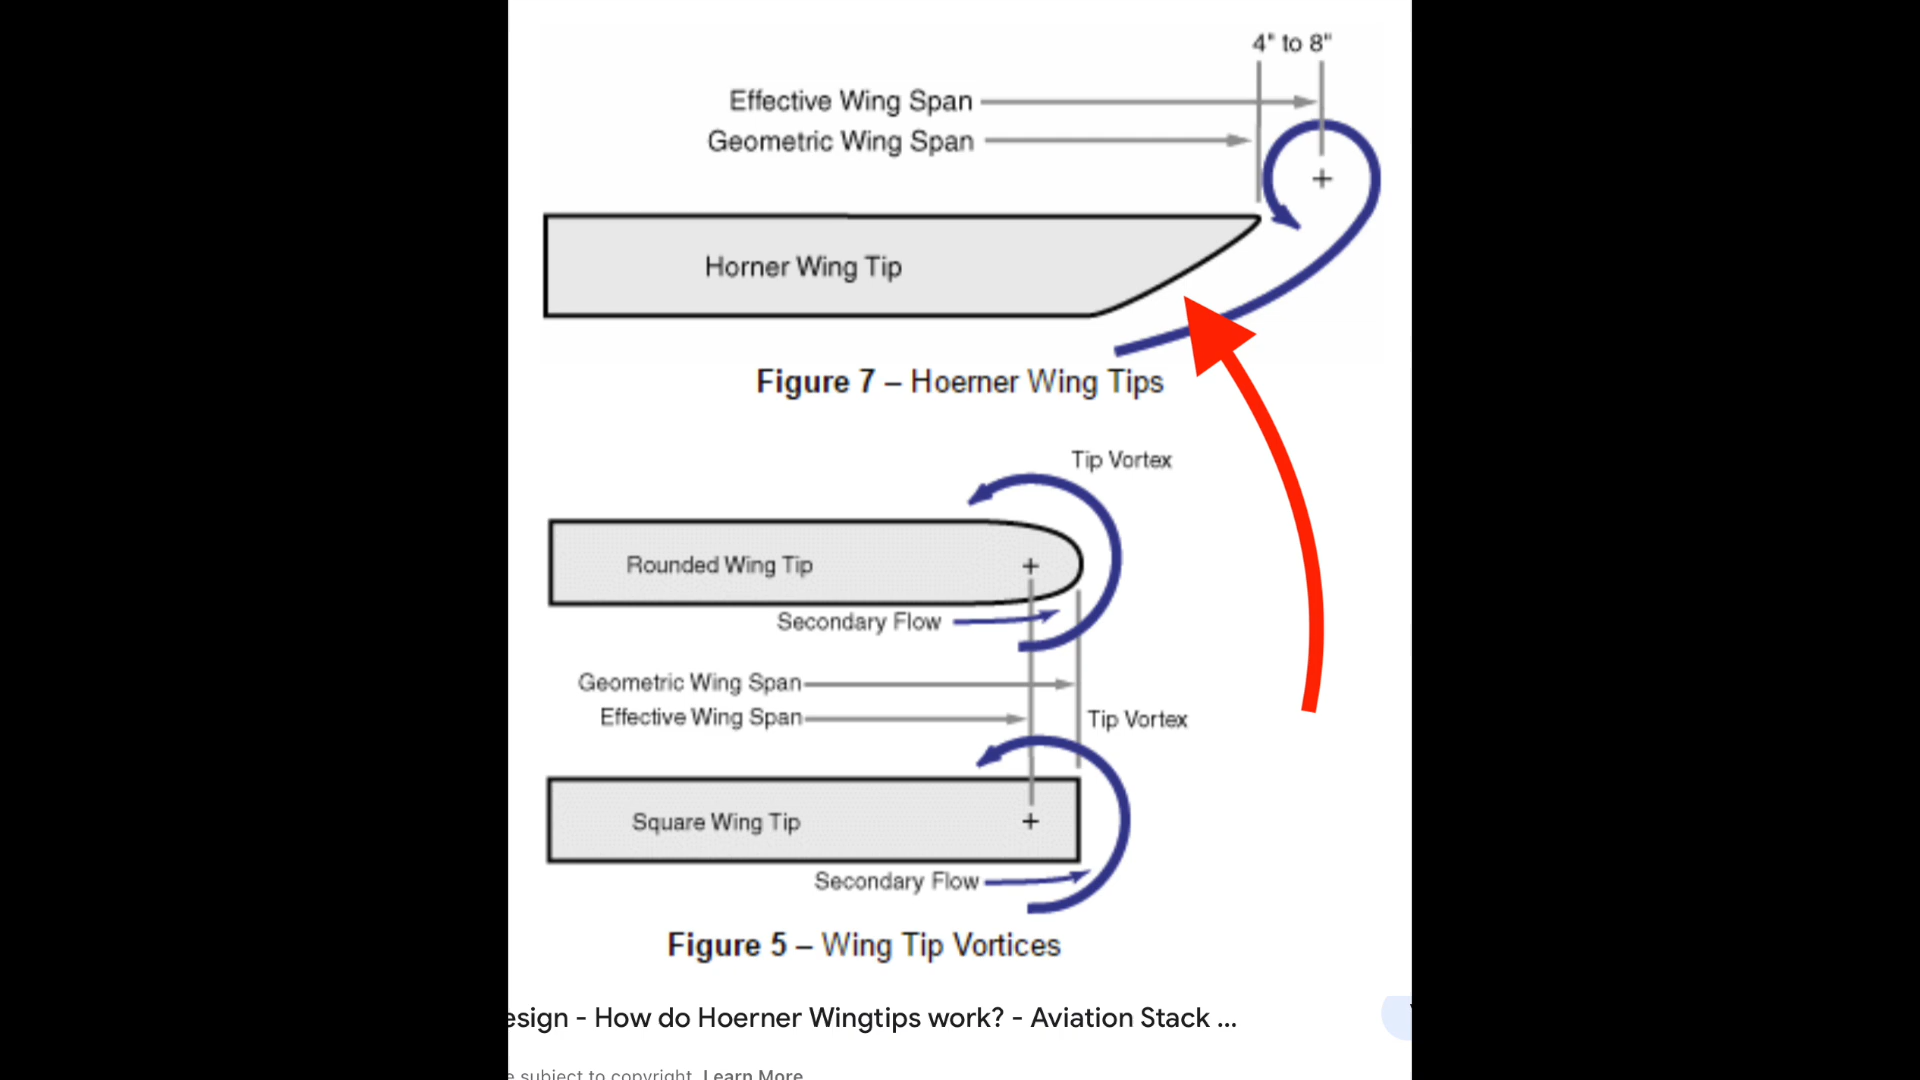 4" to 8"
Effective Wing Span
Geometric Wing Span
Horner Wing Tip
Figure 7 – Hoerner Wing Tips
Tip Vortex
Rounded Wing Tip
Secondary Flow
Geometric Wing Span
Effective Wing Span
Tip Vortex
Square Wing Tip
Secondary Flow
Figure 5 – Wing Tip Vortices
esign - How do Hoerner Wingtips work? - Aviation Stack ...
e subject to copyright. Learn More